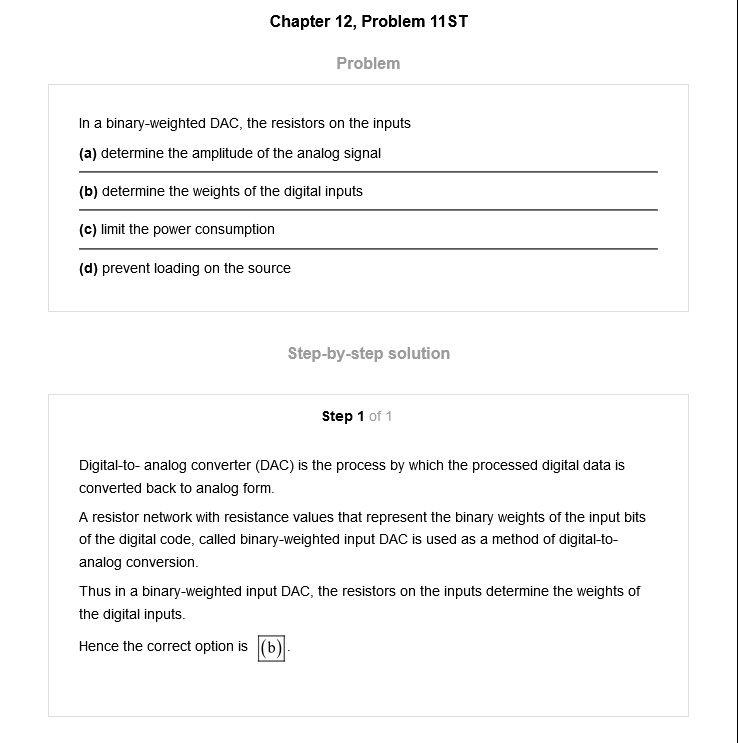 Chapter 12, Problem 11ST
Problem
In a binary-weighted DAC, the resistors on the inputs
(a) determine the amplitude of the analog signal
(b) determine the weights of the digital inputs
(c) limit the power consumption
(d) prevent loading on the source
Step-by-step solution
Step 1 of 1
Digital-to- analog converter (DAC) is the process by which the processed digital data is
converted back to analog form.
A resistor network with resistance values that represent the binary weights of the input bits
of the digital code, called binary-weighted input DAC is used as a method of digital-to-
analog conversion.
Thus in a binary-weighted input DAC, the resistors on the inputs determine the weights of
the digital inputs.
Hence the correct option is (b).